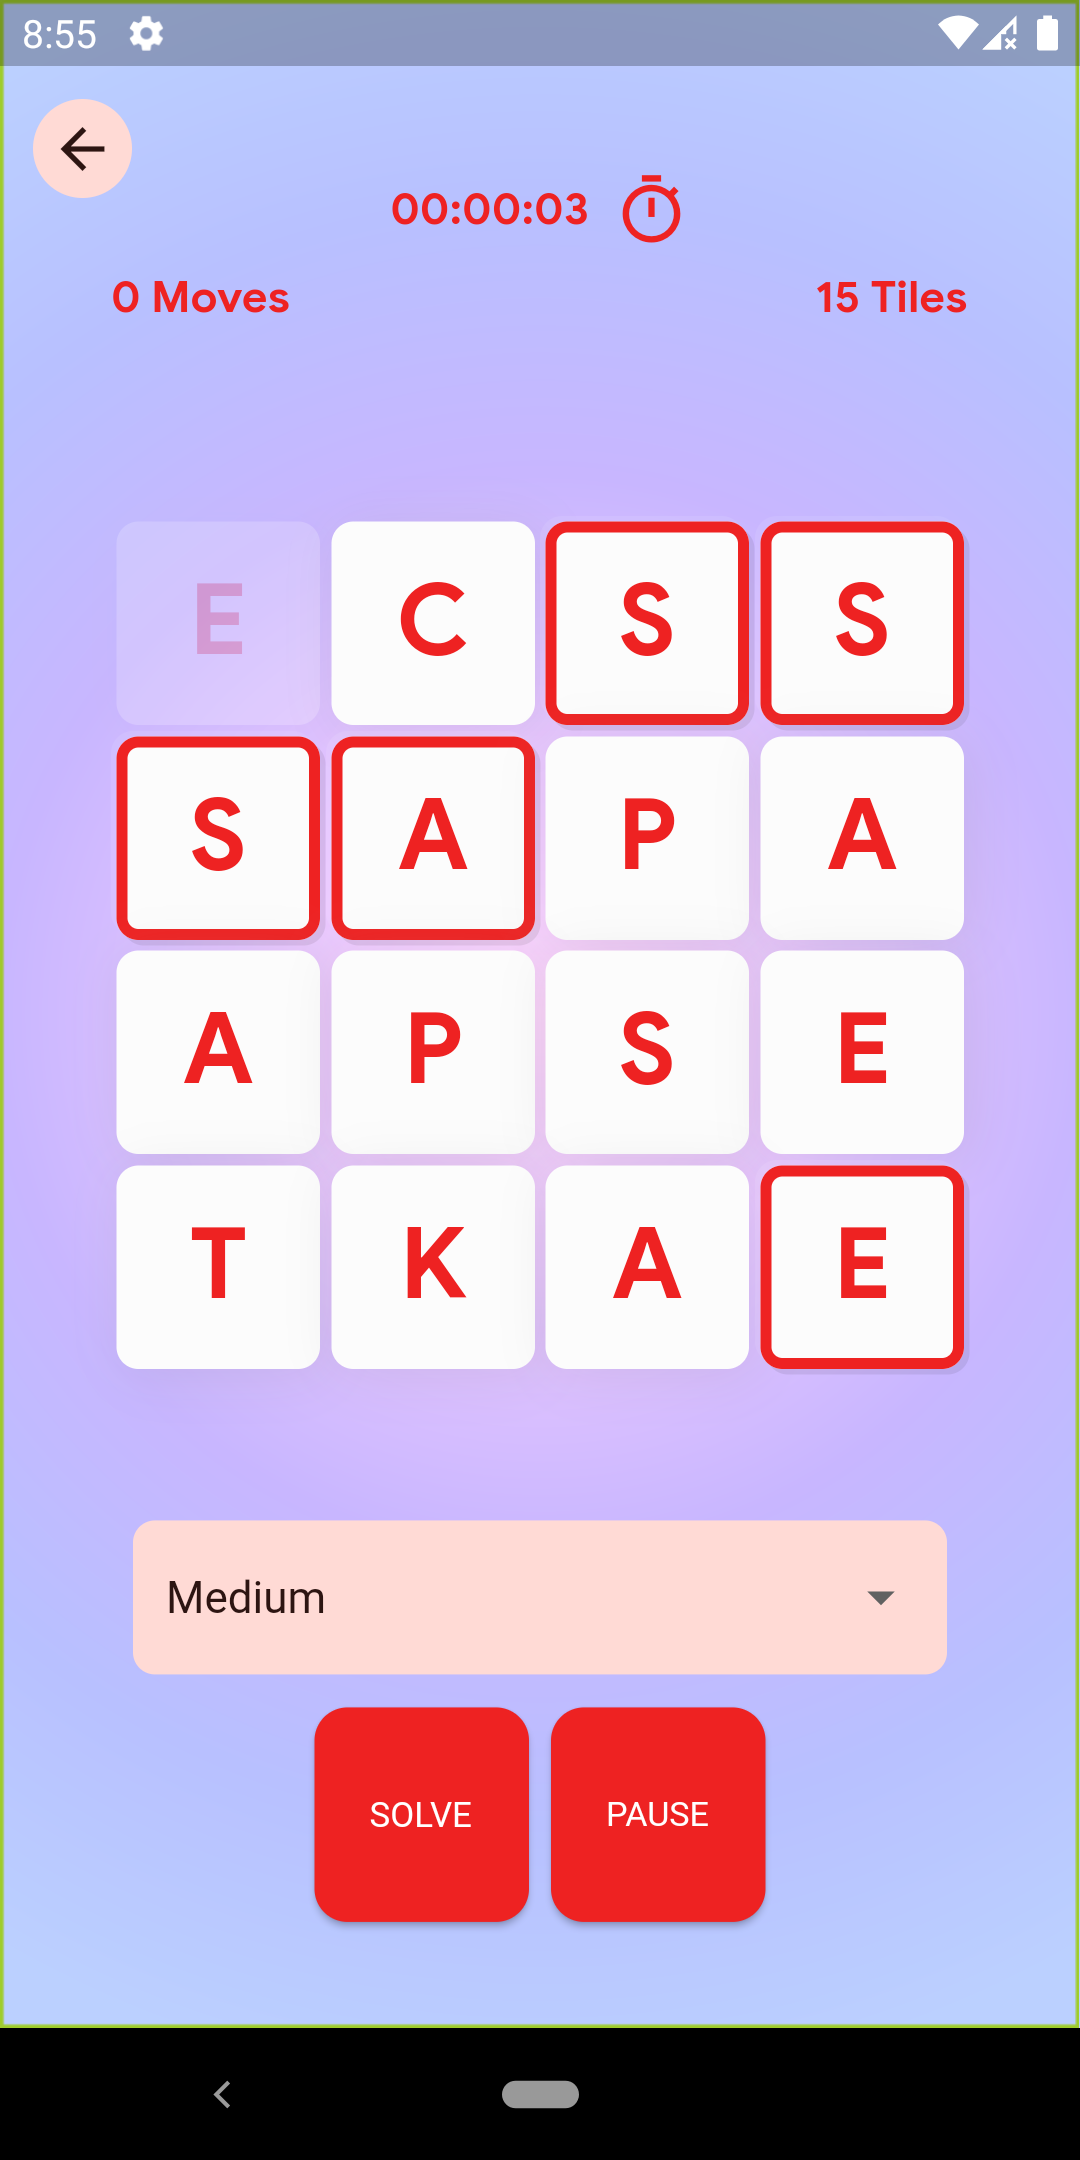 8:55
00:00:03
0 Moves 15 Tiles
E C S S
S A P A
A P S E
T K A E
Medium
SOLVE PAUSE